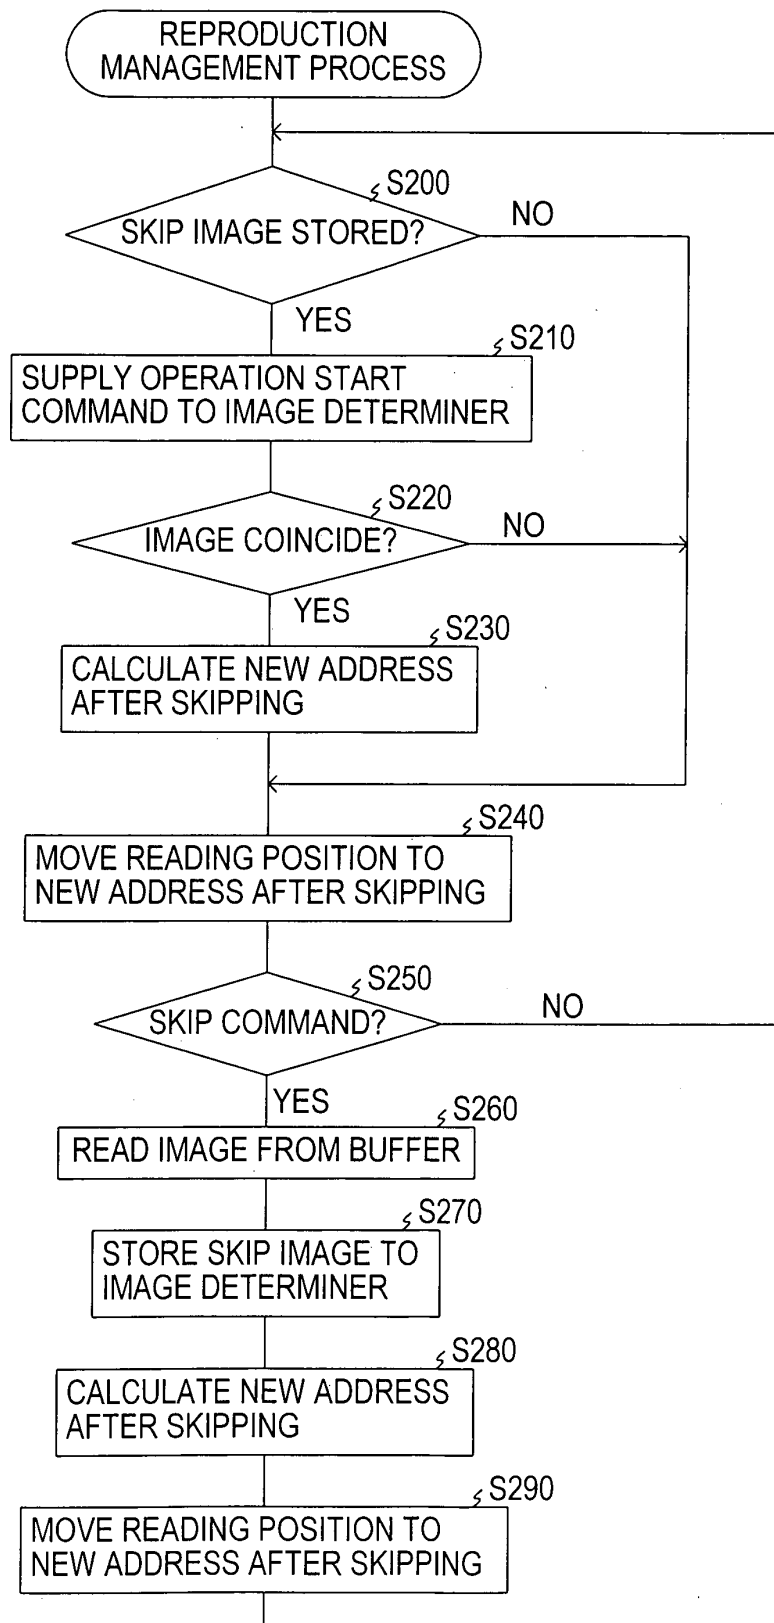 REPRODUCTION
MANAGEMENT PROCESS
S200
SKIP IMAGE STORED?
NO
YES
S210
SUPPLY OPERATION START
COMMAND TO IMAGE DETERMINER
S220
IMAGE COINCIDE?
NO
YES
S230
CALCULATE NEW ADDRESS
AFTER SKIPPING
S240
MOVE READING POSITION TO
NEW ADDRESS AFTER SKIPPING
S250
SKIP COMMAND?
NO
YES
S260
READ IMAGE FROM BUFFER
S270
STORE SKIP IMAGE TO
IMAGE DETERMINER
S280
CALCULATE NEW ADDRESS
AFTER SKIPPING
S290
MOVE READING POSITION TO
NEW ADDRESS AFTER SKIPPING